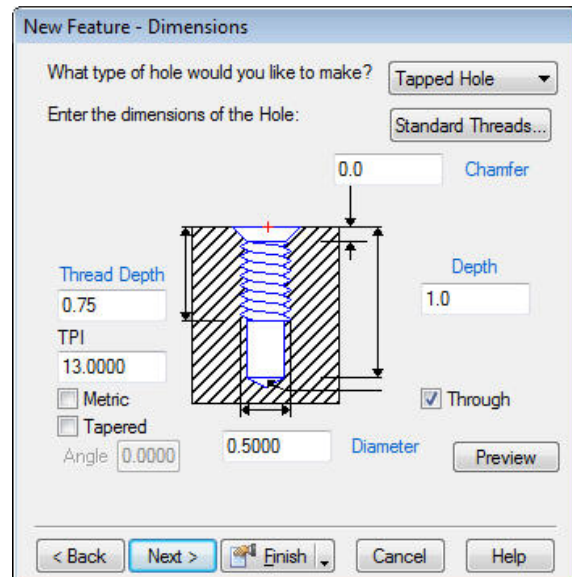 New Feature - Dimensions
What type of hole would you like to make? Tapped Hole
Enter the dimensions of the Hole: Standard Threads...
0.0 Chamfer
Thread Depth
0.75
Depth
1.0
TPI
13.0000
Metric
Through
Tapered
Angle 0.0000
0.5000 Diameter
Preview
< Back Next > Finish Cancel Help